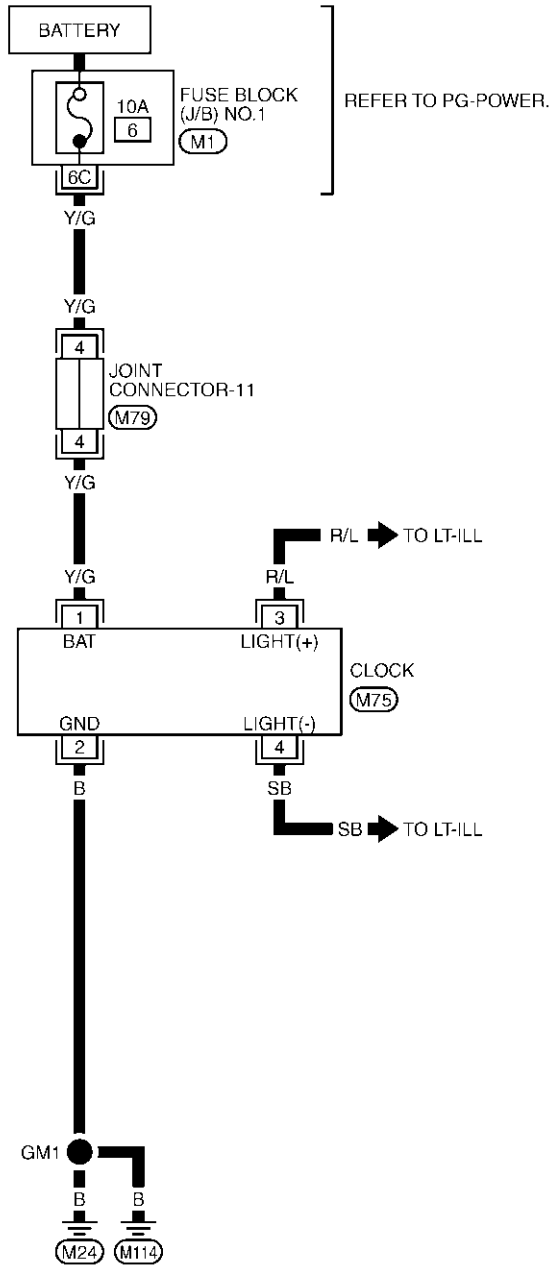 BATTERY
10A
6
FUSE BLOCK
(J/B) NO.1
M1
REFER TO PG-POWER.
6C
Y/G
Y/G
4
JOINT
CONNECTOR-11
M79
4
Y/G
R/L TO LT-ILL
Y/G R/L
1 3
BAT LIGHT(+)
CLOCK
M75
GND LIGHT(-)
2 4
B SB
SB TO LT-ILL
GM1
B B
M24 M114